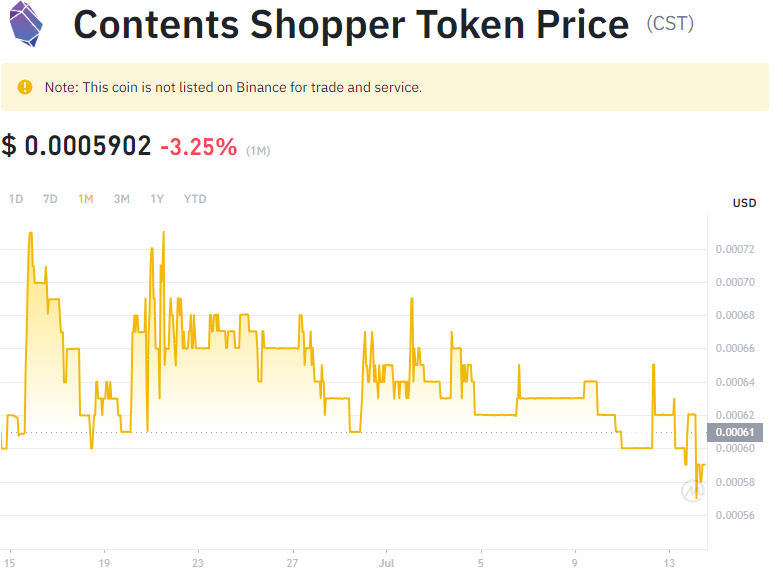 Contents Shopper Token Price (CST)
Note: This coin is not listed on Binance for trade and service.
$ 0.0005902 -3.25% (1M)
1D 7D 1M 3M 1Y YTD
USD
0.00072
0.00070
0.00068
0.00066
0.00064
0.00062
0.00061
0.00060
0.00058
0.00056
15 19 23 27 Jul 5 9 13